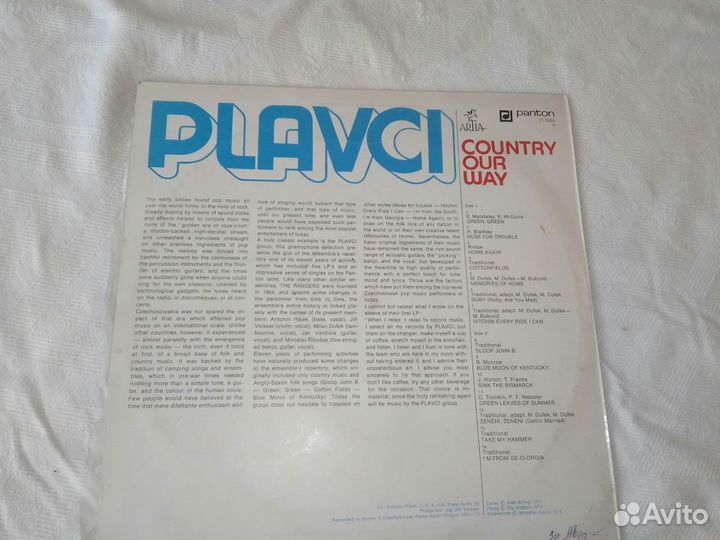 PLAVCI
ARTIA
panton
COUNTRY
OUR
WAY
The early sixties found pop music all
over the world firmly in the hold of rock.
Steady doping by means of sound tricks
and effects helped to conjure from the
ruins of the "golden era of rock'n'roll"
a rhythm-backed high-decibel stream,
and unleashed a merciless onslaught
on other previous ingredients of pop
music. The melody was forced into
bashful retirement by the cannonade of
the percussion instruments and the thun-
der of electric guitars, and the times
were suddenly gone when anyone could
sing for his own pleasure, unaided by
technological gadgets, the tunes heard
on the radio, in discothèques, or at con-
certs.
Czechoslovakia was not spared the im-
pact of that era which affected pop
music on an international scale. Unlike
other countries, however, it experienced
— almost paralelly with the emergence
of rock music — the birth, even if timid
at first, of a broad base of folk and
country music. It was backed by the
tradition of camping songs and ensem-
bles, which in pre-war times needed
nothing more than a simple tune, a gui-
tar, and the colour of the human voice.
Few people would have believed at the
time that mere dilettante enthusiasm and
love of singing would sustain that type
of performer, and that type of music,
until our present time, and even less
people would have expected such per-
formers to rank among the most popular
entertainers of today.
A truly classic example is the PLAVCI
group; this gramophone selection pres-
ents the gist of the ensemble's reper-
tory and of its eleven years of activity,
which has included five LP's and an
impressive series of singles on the Pan-
ton label. Like many other similar en-
sembles, THE RANGERS were founded in
1964, and despite some changes in the
personnel from time to time, the
ensemble's entire history is linked close-
ly with the names of its present mem-
bers: Antonín Hájek (bass, vocal), Jiří
Veisser (violin, vocal), Milan Dufek (tam-
bourine, vocal), Jan Vančura (guitar,
vocal), and Miroslav Řihošek (five-string-
ed banjo, guitar, vocal).
Eleven years of performing activities
have naturally produced some changes
in the ensemble's repertory, which ori-
ginally included only country music and
Anglo-Saxon folk songs (Sloop John B.
— Green, Green — Cotton Fields —
Blue Moon of Kentucky). Today the
group does not hesitate to trespass on
other styles (Nose for trouble — Hitchin
Every Ride I Can — I'm from the South,
I'm from Georgia — Home Again), or to
draw on the folk lore of any nation in
the world or on their own creative talent
(Memories of Home). Nevertheless, the
basic original ingredients of their music
have remained the same: the rich sound
range of acoustic guitars, the "picking"
banjo, and the vocal, but developed in
the meantime to high quality of perfor-
mance with a perfect touch for tune,
mood and lyrics. Those are the factors
which have put them among the top-level
Czechoslovak pop music performers of
today.
I cannot but repeat what I wrote on the
sleeve of their first LP:
"When I relax, I relax to record music.
I select all my records by PLAVCI, put
them on the changer, make myself a cup
of coffee, stretch myself in the armchair,
and listen. I listen and I hum in tune with
the team who are here in my room with-
out having entered it, and I admire their
unpretentious art. I advise you most
sincerely to try that approach. If you
don't like coffee, try any other beverage
for the occasion. That choice is im-
material, since the truly refreshing agent
will be music by the PLAVCI group.
Side 1
E. Mandeley, B. McGuire
GREEN, GREEN
H. Blaikley
NOSE FOR TROUBLE
HOME AGAIN
Traditional
COTTONFIELDS
M. Dufek, M. Dufek—M. Bukovič
MEMORIES OF HOME
Traditional, adapt. M. Dufek, M. Dufek
DUBY (Ruby, Are You Mad)
Traditional, adapt. M. Dufek, M. Dufek—
M. Bukovič
HITCHIN EVERY RIDE I CAN
Side 2
Traditional
SLOOP JOHN B.
B. Monroe
BLUE MOON OF KENTUCKY
10.
J. Horton, T. Franks
SINK THE BISMARCK
D. Tiomkin, P. F. Webster
GREEN LEAVES OF SUMMER
12.
Traditional, adapt. M. Dufek, M. Dufek
ŽENĚNÍ, ŽENĚNÍ (Gettin Married)
13.
Traditional
TAKE MY HAMMER
14.
Traditional
I'M FROM GE-O-ORGIA
Avito